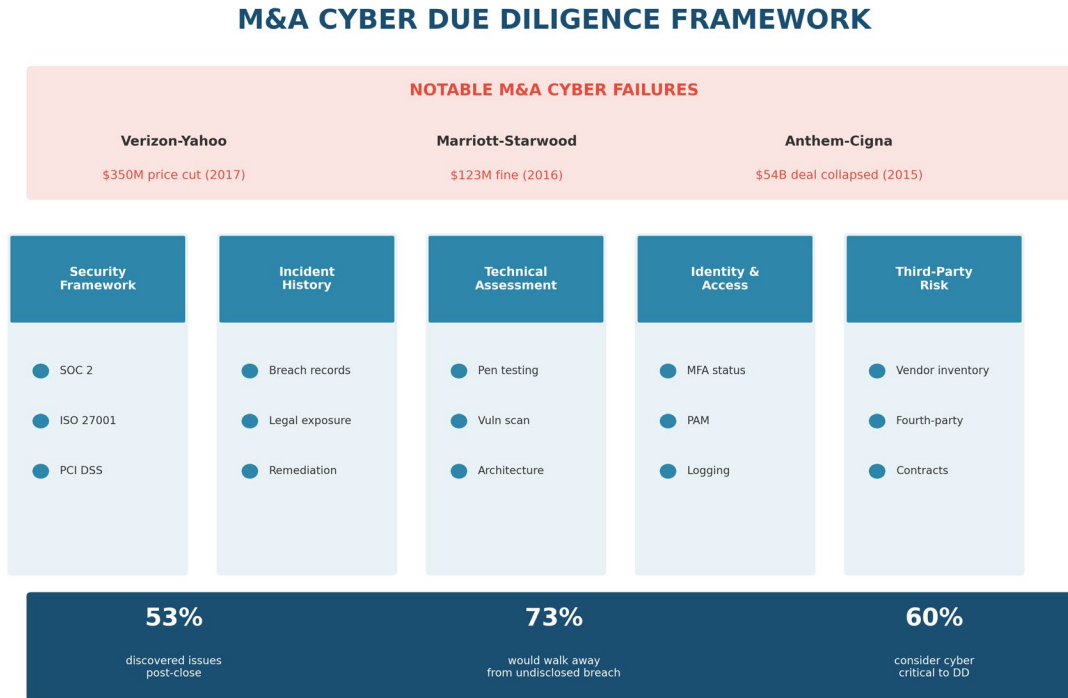 M&A CYBER DUE DILIGENCE FRAMEWORK
NOTABLE M&A CYBER FAILURES
Verizon-Yahoo
$350M price cut (2017)
Marriott-Starwood
$123M fine (2016)
Anthem-Cigna
$54B deal collapsed (2015)
Security
Framework
SOC 2
ISO 27001
PCI DSS
Incident
History
Breach records
Legal exposure
Remediation
Technical
Assessment
Pen testing
Vuln scan
Architecture
Identity &
Access
MFA status
PAM
Logging
Third-Party
Risk
Vendor inventory
Fourth-party
Contracts
53%
discovered issues
post-close
73%
would walk away
from undisclosed breach
60%
consider cyber
critical to DD